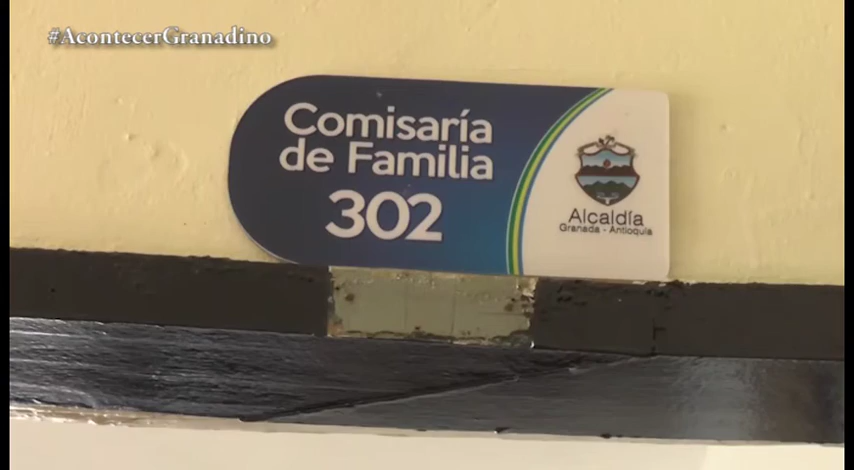 #AcontecerGranadino
Comisaría
de Familia
302
Alcaldía
Granada - Antioquia